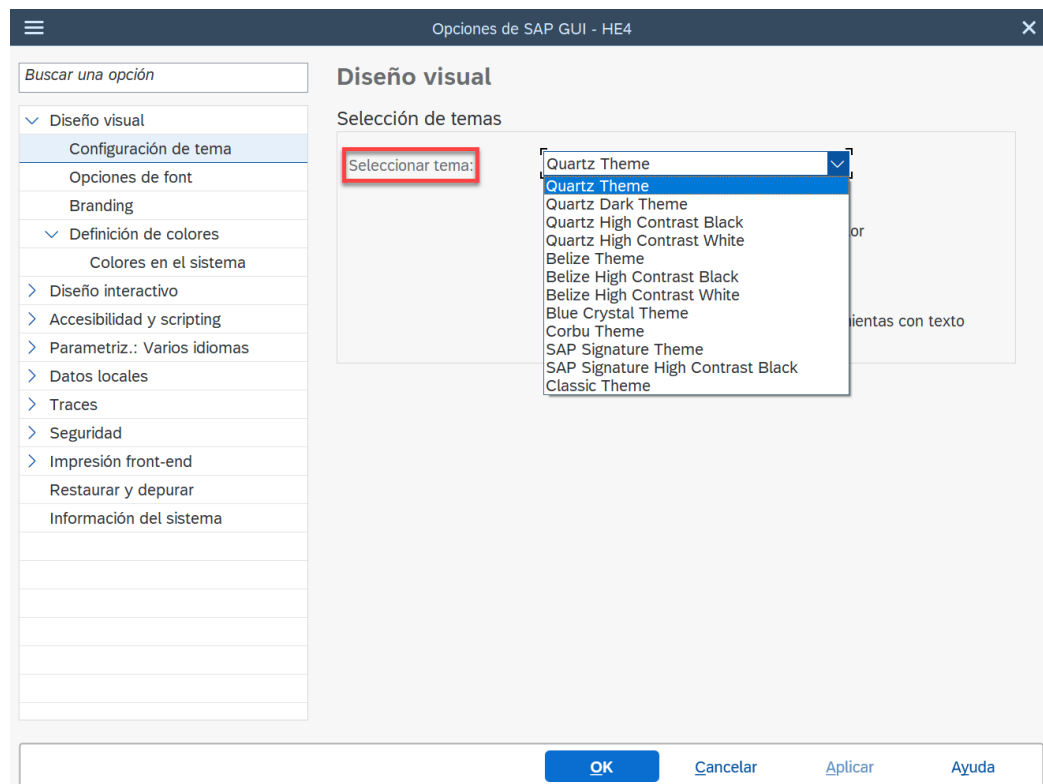 Opciones de SAP GUI - HE4
Buscar una opción
Diseño visual
Configuración de tema
Opciones de font
Branding
Definición de colores
Colores en el sistema
Diseño interactivo
Accesibilidad y scripting
Parametriz.: Varios idiomas
Datos locales
Traces
Seguridad
Impresión front-end
Restaurar y depurar
Información del sistema
Diseño visual
Selección de temas
Seleccionar tema:
Quartz Theme
Quartz Theme
Quartz Dark Theme
Quartz High Contrast Black
Quartz High Contrast White
Belize Theme
Belize High Contrast Black
Belize High Contrast White
Blue Crystal Theme
Corbu Theme
SAP Signature Theme
SAP Signature High Contrast Black
Classic Theme
or
ientas con texto
OK
Cancelar
Aplicar
Ayuda